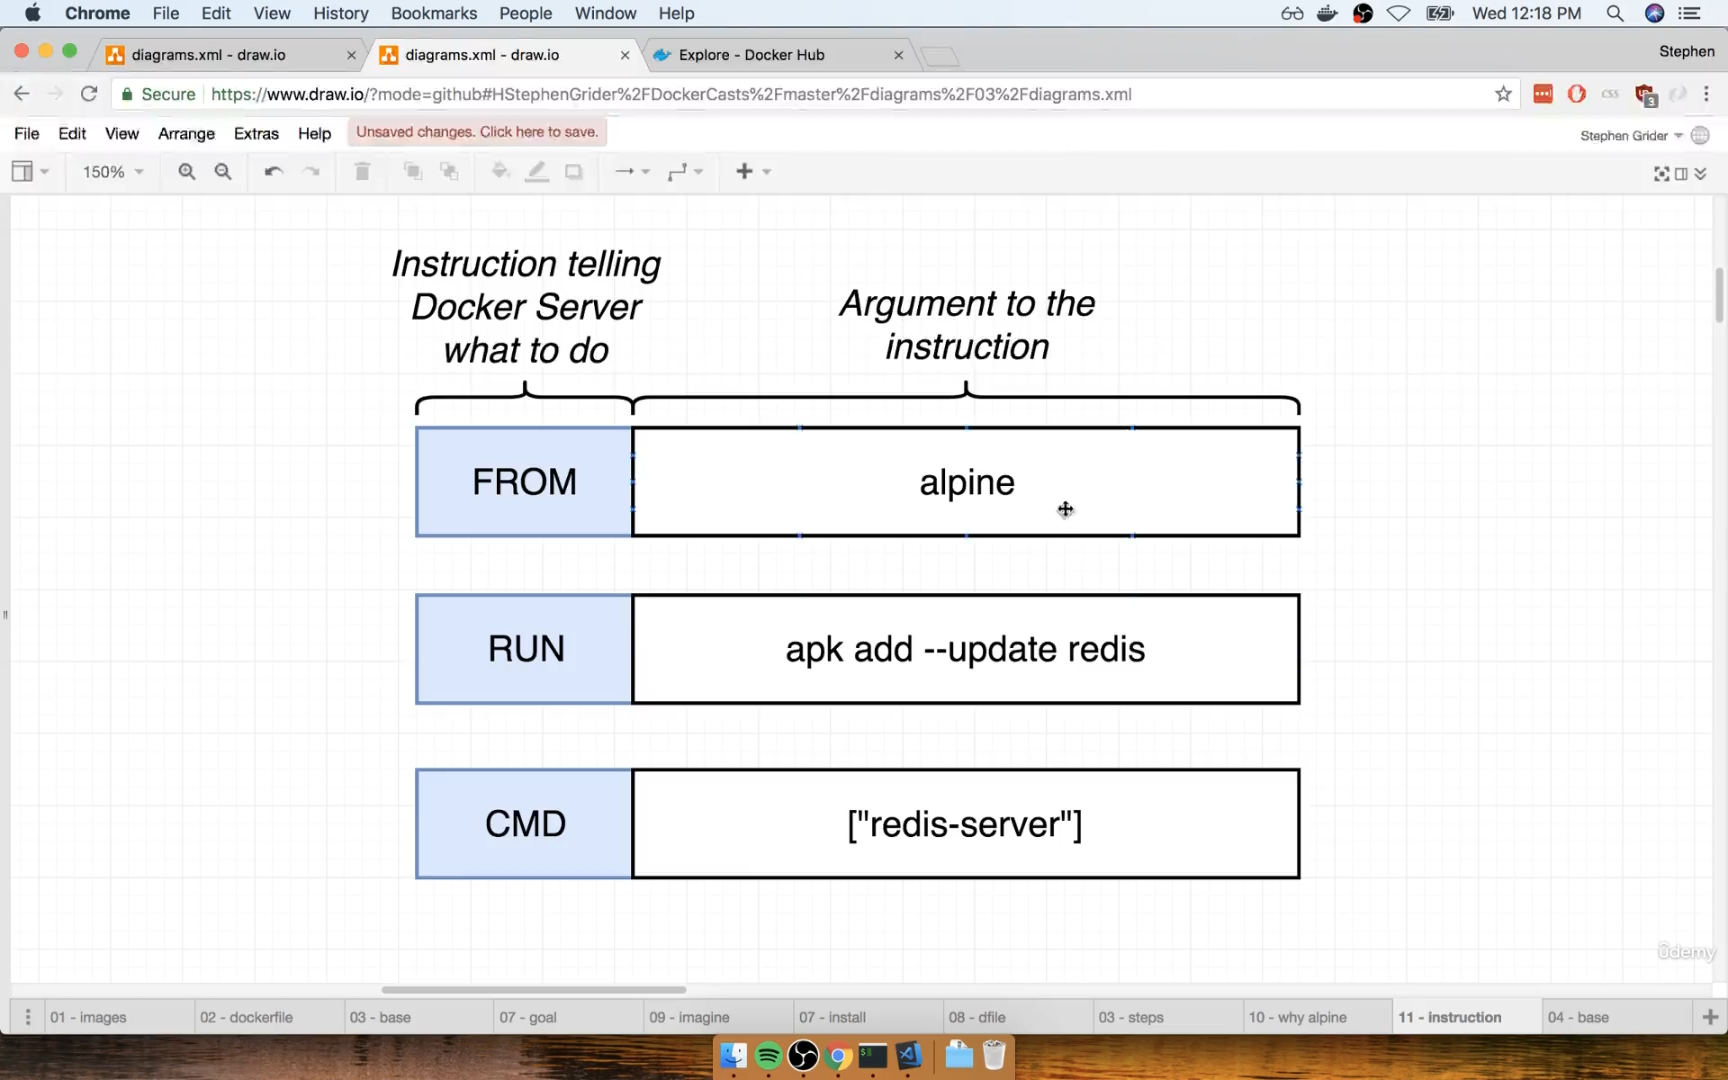 Chrome File Edit View History Bookmarks People Window Help Wed 12:18 PM
diagrams.xml - draw.io diagrams.xml - draw.io Explore - Docker Hub Stephen
Secure https://www.draw.io/?mode=github#HStephenGrider%2FDockerCasts%2Fmaster%2Fdiagrams%2F03%2Fdiagrams.xml CSS 3
File Edit View Arrange Extras Help Unsaved changes. Click here to save. Stephen Grider
150%
Instruction telling
Docker Server
what to do
Argument to the
instruction
FROM alpine
RUN apk add --update redis
CMD ["redis-server"]
ûdemy
01 - images 02 - dockerfile 03 - base 07 - goal 09 - imagine 07 - install 08 - dfile 03 - steps 10 - why alpine 11 - instruction 04 - base